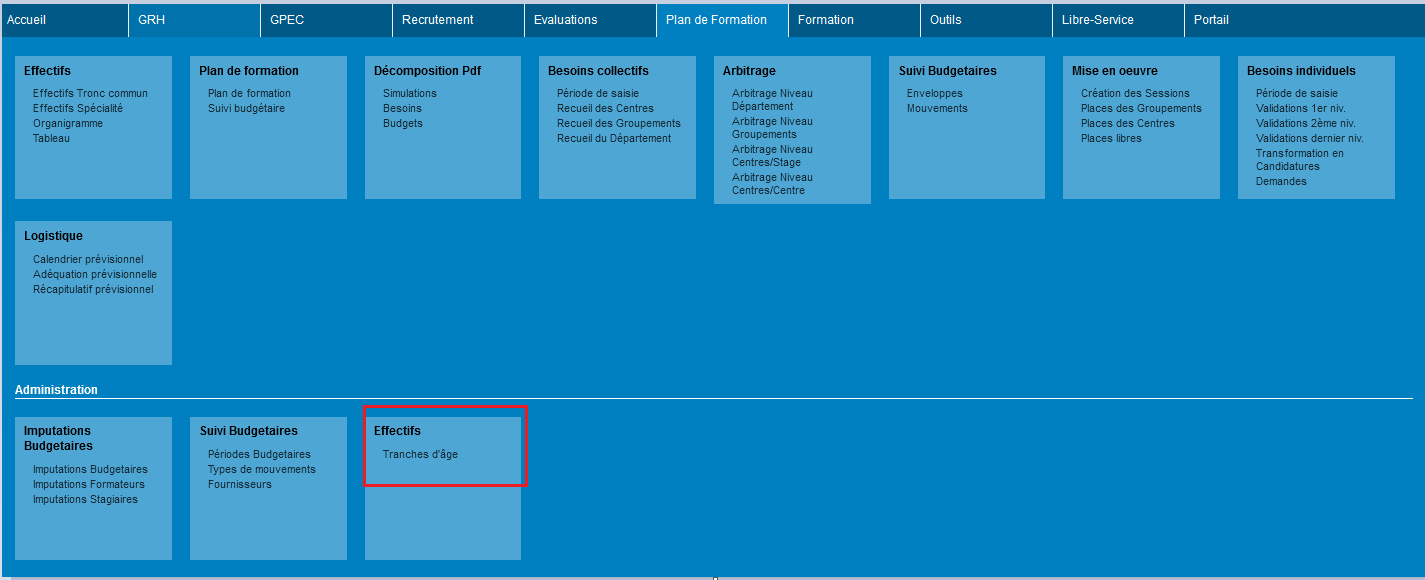 Accueil
GRH
GPEC
Recrutement
Evaluations
Plan de Formation
Formation
Outils
Libre-Service
Portail
Effectifs
Effectifs Tronc commun
Effectifs Spécialité
Organigramme
Tableau
Plan de formation
Plan de formation
Suivi budgétaire
Décomposition Pdf
Simulations
Besoins
Budgets
Besoins collectifs
Période de saisie
Recueil des Centres
Recueil des Groupements
Recueil du Département
Arbitrage
Arbitrage Niveau
Département
Arbitrage Niveau
Groupements
Arbitrage Niveau
Centres/Stage
Arbitrage Niveau
Centres/Centre
Suivi Budgetaires
Enveloppes
Mouvements
Mise en oeuvre
Création des Sessions
Places des Groupements
Places des Centres
Places libres
Besoins individuels
Période de saisie
Validations 1er niv.
Validations 2ème niv.
Validations dernier niv.
Transformation en
Candidatures
Demandes
Logistique
Calendrier prévisionnel
Adéquation prévisionnelle
Récapitulatif prévisionnel
Administration
Imputations
Budgetaires
Imputations Budgetaires
Imputations Formateurs
Imputations Stagiaires
Suivi Budgetaires
Périodes Budgetaires
Types de mouvements
Fournisseurs
Effectifs
Tranches d'âge